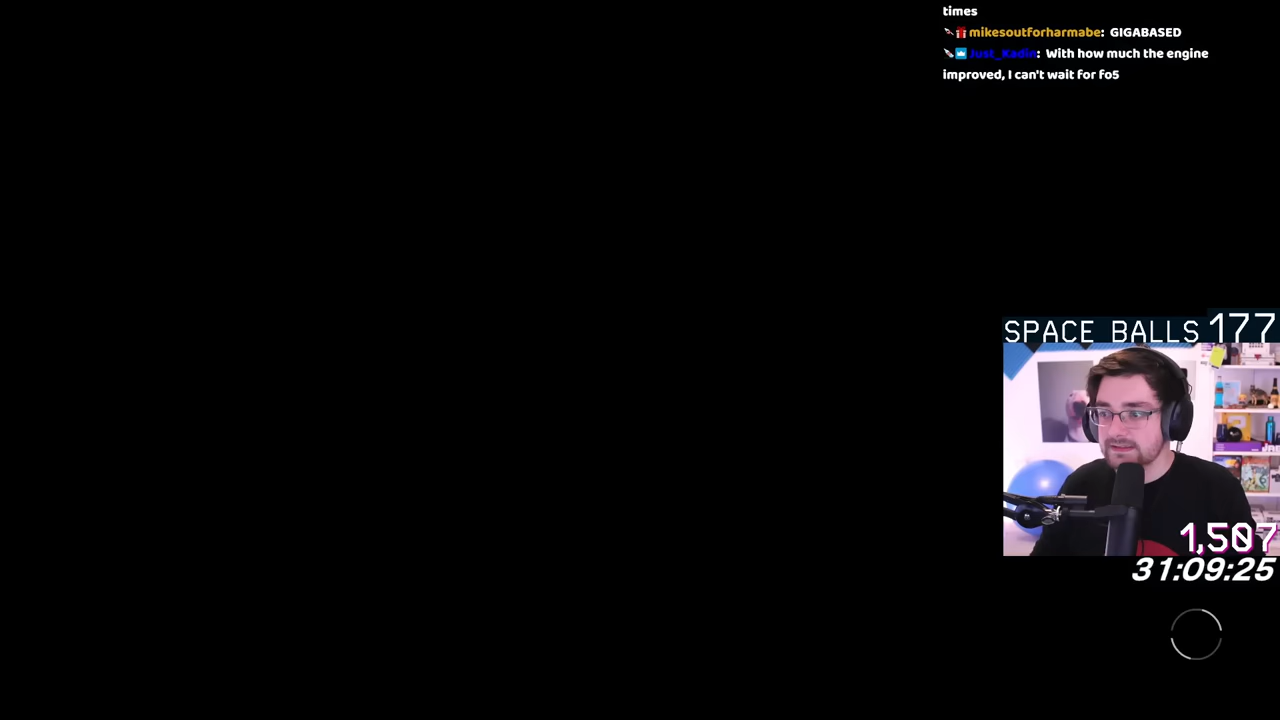 times
mikesoutforharmabe: GIGABASED
Just_Kadin: With how much the engine
improved, I can't wait for fo5
SPACE BALLS 177
1,507
31:09:25